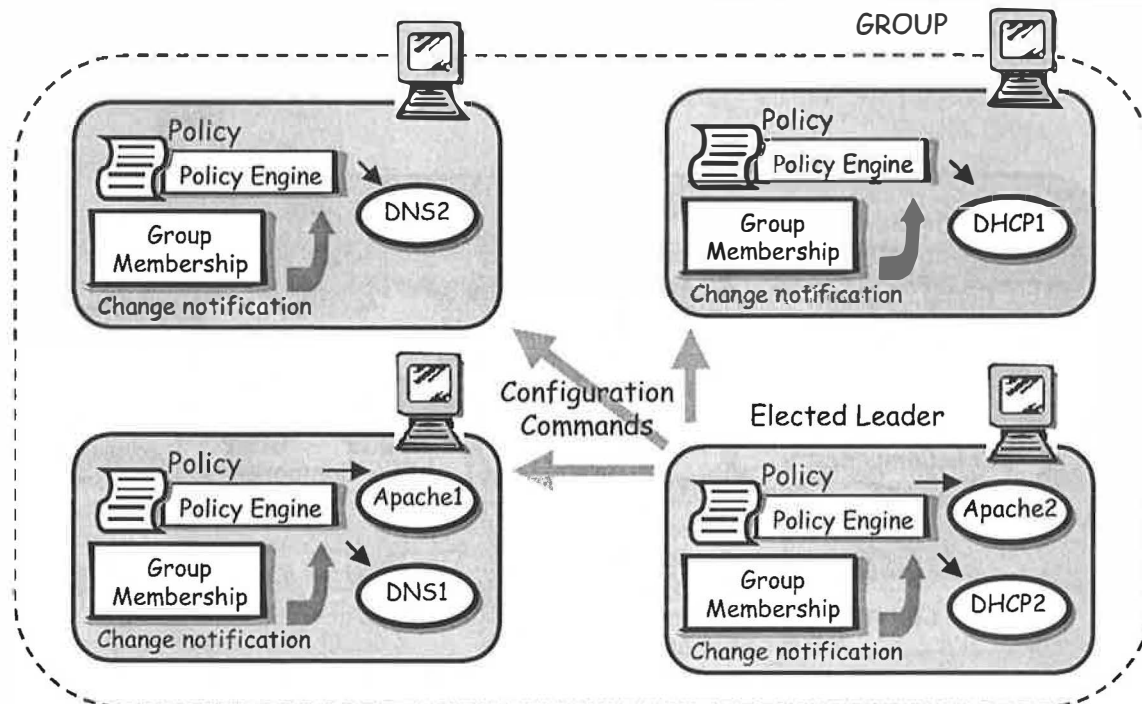 GROUP
Policy
Policy Engine
DNS2
Group
Membership
Change notification
Policy
Policy Engine
DHCP1
Group
Membership
Change notification
Configuration
Commands
Elected Leader
Policy
Policy Engine
Apache1
Group
Membership
DNS1
Change notification
Policy
Policy Engine
Apache2
Group
Membership
DHCP2
Change notification